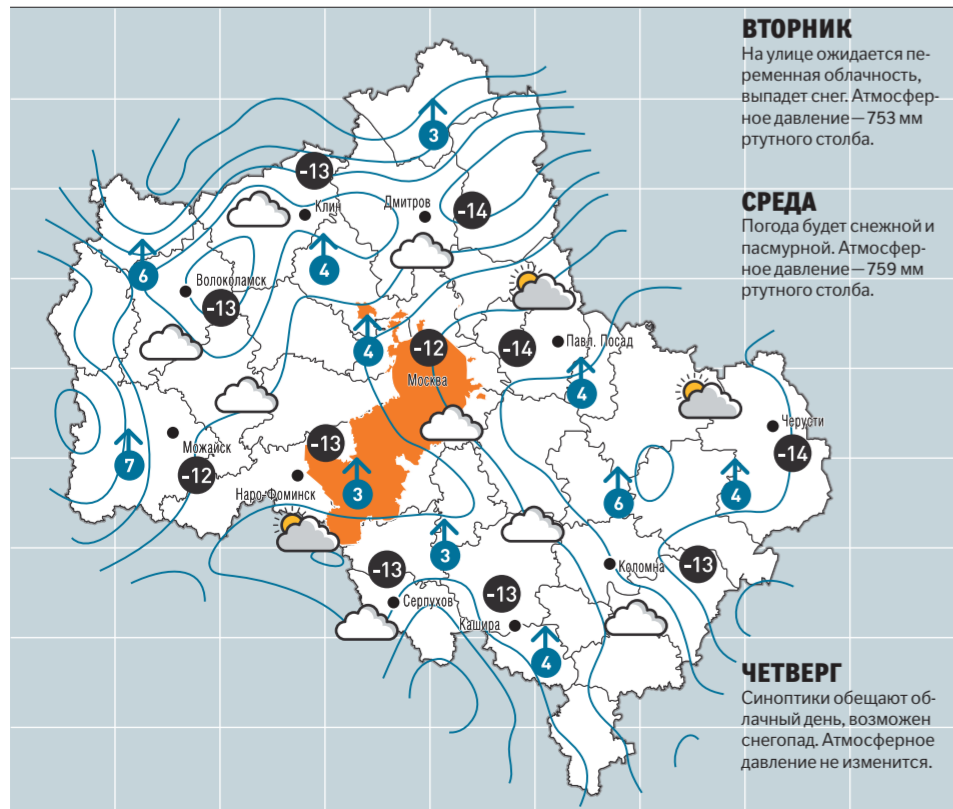 ВТОРНИК
На улице ожидается пе-
ременная облачность,
выпадет снег. Атмосфер-
ное давление—753 мм
ртутного столба.
СРЕДА
Погода будет снежной и
пасмурной. Атмосфер-
ное давление—759 мм
ртутного столба.
ЧЕТВЕРГ
Синоптики обещают об-
лачный день, возможен
снегопад. Атмосферное
давление не изменится.
3
-13
Клин
Дмитров
-14
6
4
Волоколамск
-13
4
-12
Москва
-14
Павл. Посад
4
Черусти
-14
Можайск
7
-12
-13
Наро-Фоминск
3
6
4
3
-13
Серпухов
-13
Кашира
Коломна
-13
4